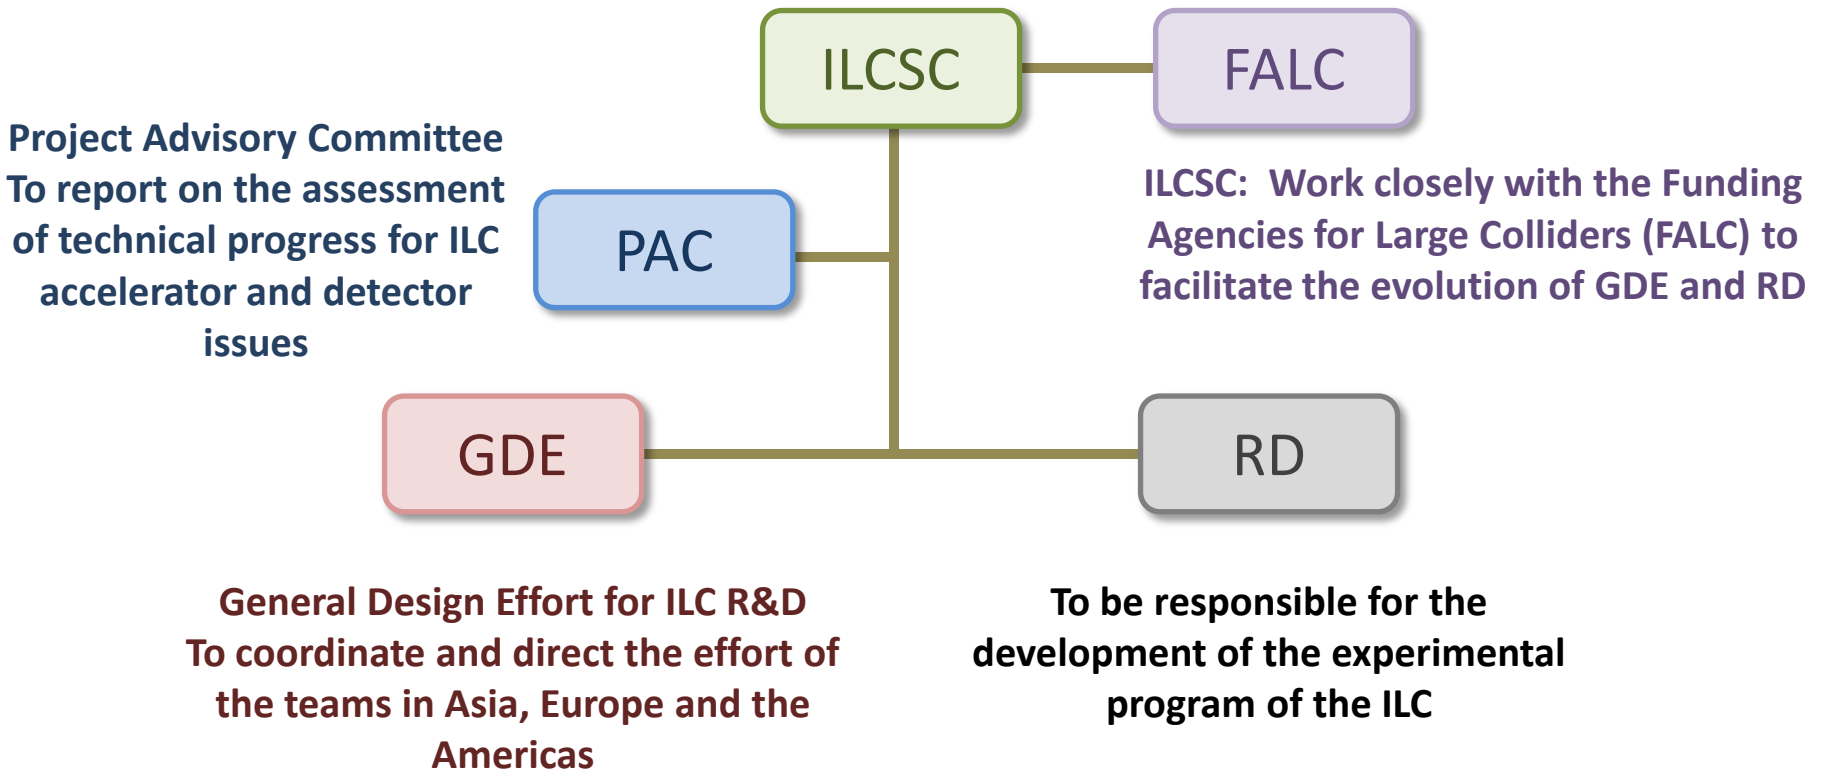 ILCSC
FALC
Project Advisory Committee
To report on the assessment
of technical progress for ILC
accelerator and detector
issues
PAC
ILCSC:  Work closely with the Funding
Agencies for Large Colliders (FALC) to
facilitate the evolution of GDE and RD
GDE
RD
General Design Effort for ILC R&D
To coordinate and direct the effort of
the teams in Asia, Europe and the
Americas
To be responsible for the
development of the experimental
program of the ILC